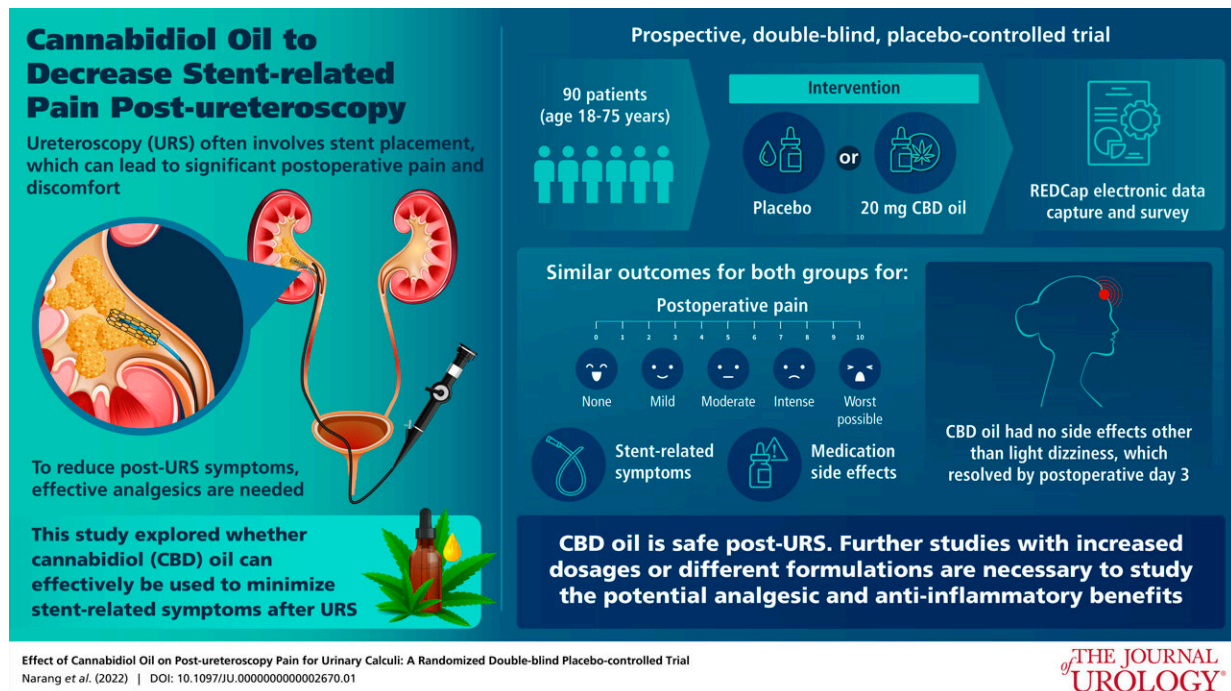 Cannabidiol Oil to
Decrease Stent-related
Pain Post-ureteroscopy
Ureteroscopy (URS) often involves stent placement,
which can lead to significant postoperative pain and
discomfort
To reduce post-URS symptoms,
effective analgesics are needed
This study explored whether
cannabidiol (CBD) oil can
effectively be used to minimize
stent-related symptoms after URS
Prospective, double-blind, placebo-controlled trial
90 patients
(age 18-75 years)
Intervention
or
Placebo
20 mg CBD oil
REDCap electronic data
capture and survey
Similar outcomes for both groups for:
Postoperative pain
0 1 2 3 4 5 6 7 8 9 10
None Mild Moderate Intense Worst
possible
Stent-related
symptoms
Medication
side effects
CBD oil had no side effects other
than light dizziness, which
resolved by postoperative day 3
CBD oil is safe post-URS. Further studies with increased
dosages or different formulations are necessary to study
the potential analgesic and anti-inflammatory benefits
Effect of Cannabidiol Oil on Post-ureteroscopy Pain for Urinary Calculi: A Randomized Double-blind Placebo-controlled Trial
Narang et al. (2022) | DOI: 10.1097/JU.0000000000002670.01
THE JOURNAL
of UROLOGY®